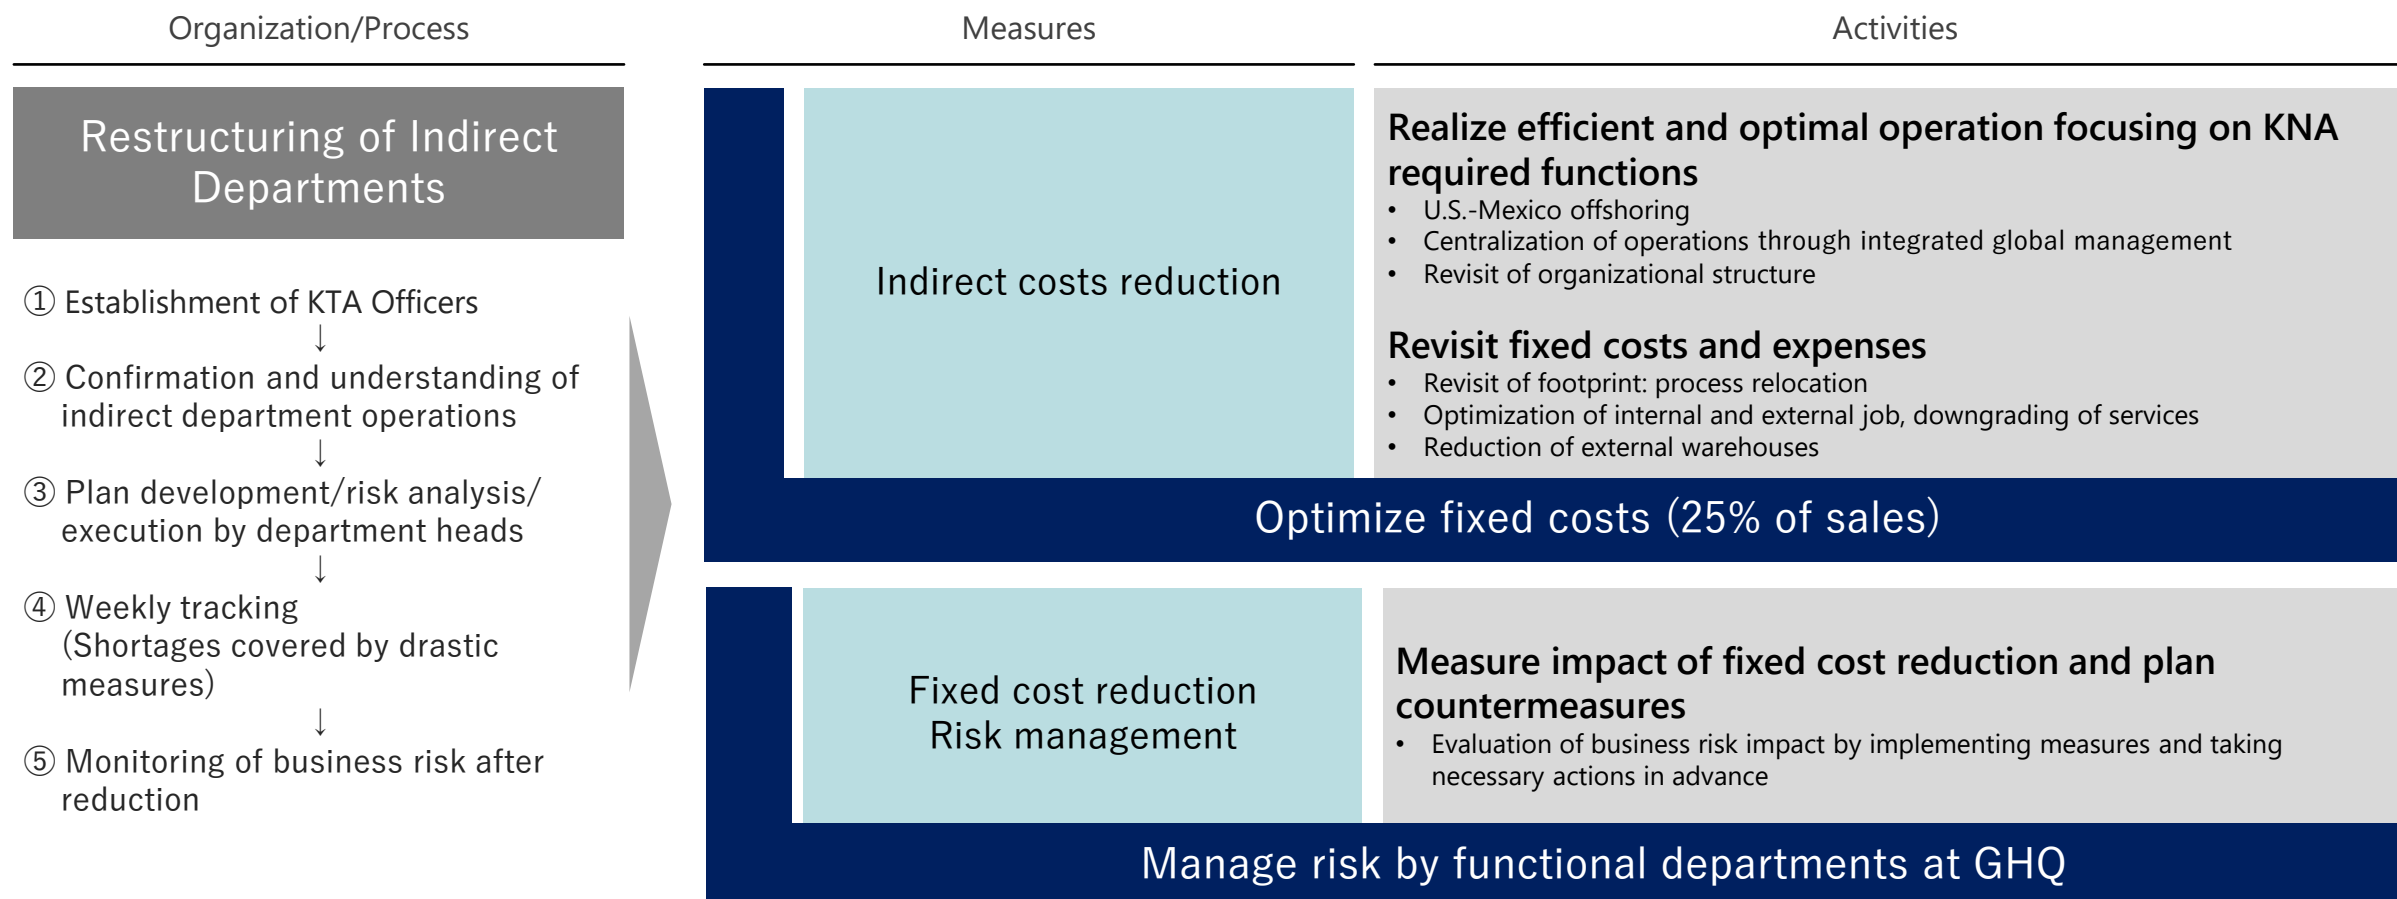 Organization/Process
Measures
Activities
Restructuring of Indirect
Departments
① Establishment of KTA Officers
↓
② Confirmation and understanding of
indirect department operations
↓
③ Plan development/risk analysis/
execution by department heads
↓
④ Weekly tracking
(Shortages covered by drastic
measures)
↓
⑤ Monitoring of business risk after
reduction
Indirect costs reduction
Realize efficient and optimal operation focusing on KNA
required functions
• U.S.-Mexico offshoring
• Centralization of operations through integrated global management
• Revisit of organizational structure
Revisit fixed costs and expenses
• Revisit of footprint: process relocation
• Optimization of internal and external job, downgrading of services
• Reduction of external warehouses
Optimize fixed costs (25% of sales)
Fixed cost reduction
Risk management
Measure impact of fixed cost reduction and plan
countermeasures
• Evaluation of business risk impact by implementing measures and taking
necessary actions in advance
Manage risk by functional departments at GHQ